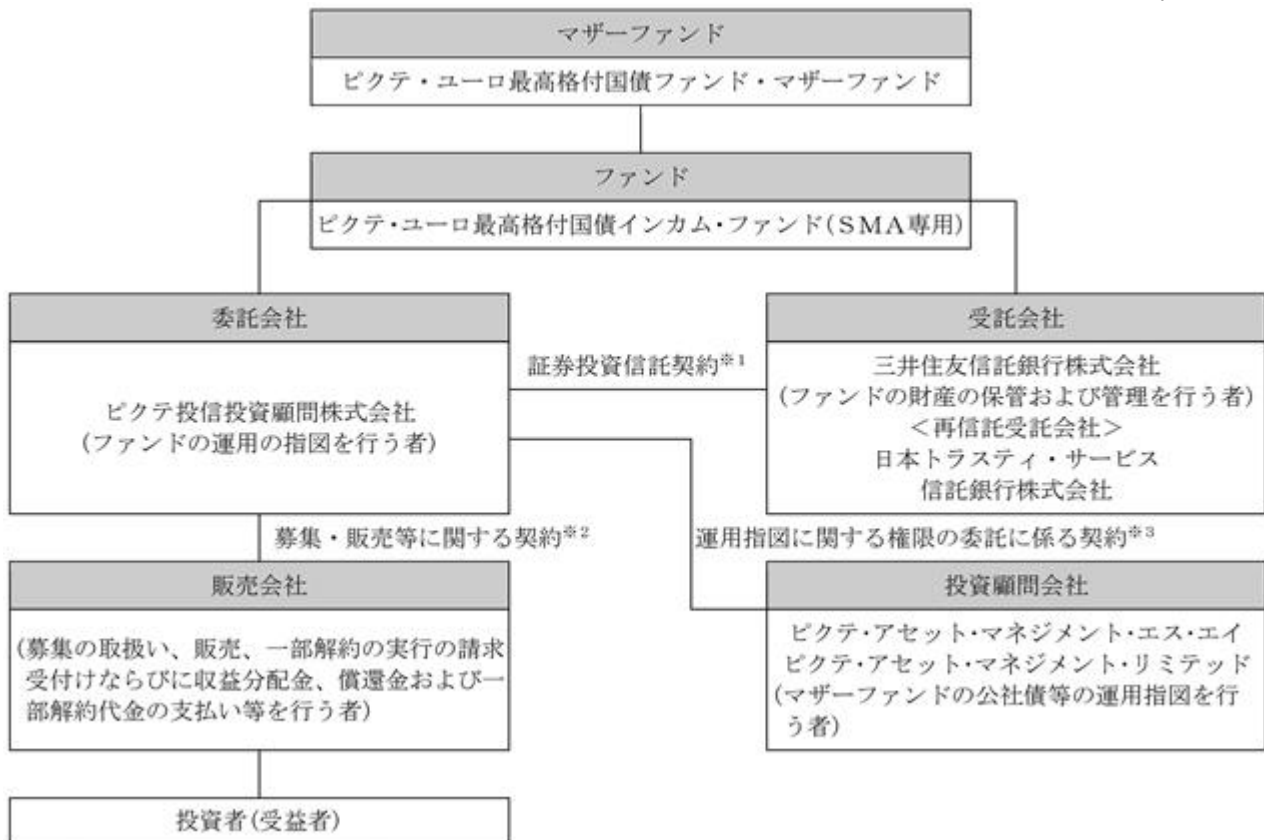 マザーファンド
ピクテ・ユーロ最高格付国債ファンド・マザーファンド
ファンド
ピクテ・ユーロ最高格付国債インカム・ファンド(ＳＭＡ専用)
委託会社
ピクテ投信投資顧問株式会社
(ファンドの運用の指図を行う者)
証券投資信託契約※1
受託会社
三井住友信託銀行株式会社
(ファンドの財産の保管および管理を行う者)
＜再信託受託会社＞
日本トラスティ・サービス
信託銀行株式会社
募集・販売等に関する契約※2
運用指図に関する権限の委託に係る契約※3
販売会社
(募集の取扱い、販売、一部解約の実行の請求
受付けならびに収益分配金、償還金および一
部解約代金の支払い等を行う者)
投資顧問会社
ピクテ・アセット・マネジメント・エス・エイ
ピクテ・アセット・マネジメント・リミテッド
(マザーファンドの公社債等の運用指図を行
う者)
投資者(受益者)